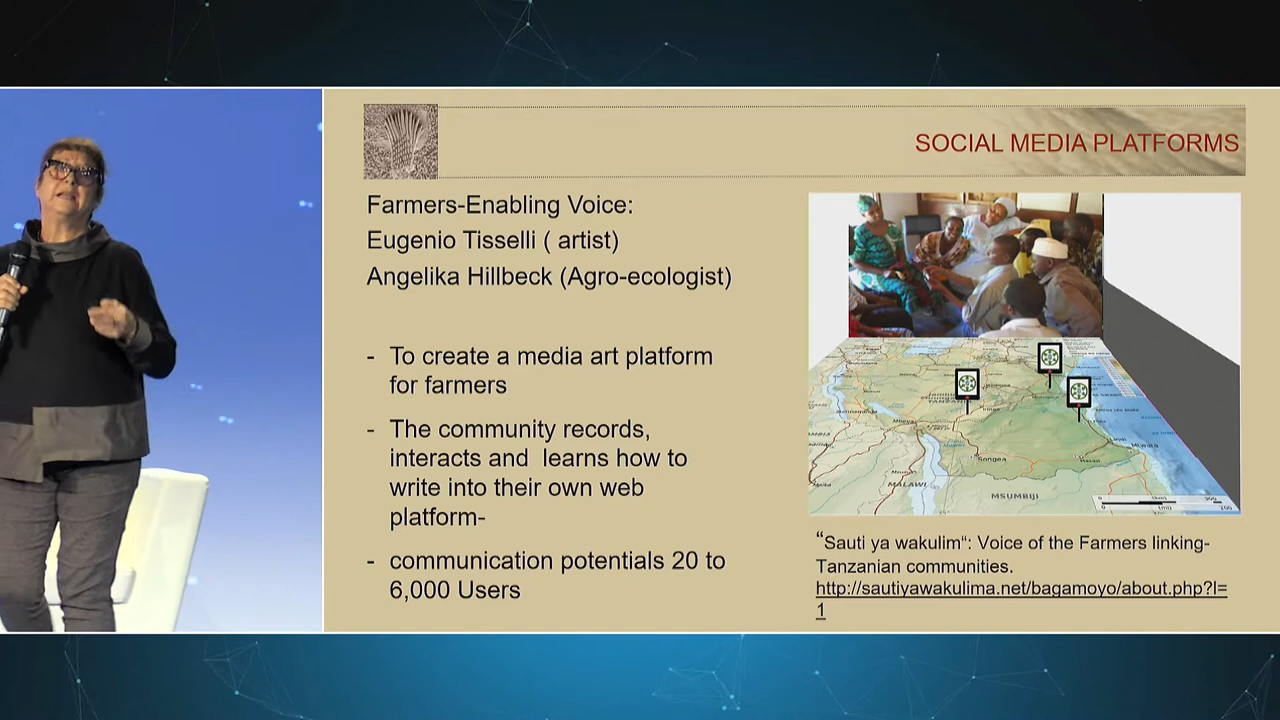 SOCIAL MEDIA PLATFORMS
Farmers-Enabling Voice:
Eugenio Tisselli ( artist)
Angelika Hillbeck (Agro-ecologist)
- To create a media art platform
for farmers
- The community records,
interacts and learns how to
write into their own web
platform-
- communication potentials 20 to
6,000 Users
Songea
MALAWI
MSUMBIJI
“Sauti ya wakulim“: Voice of the Farmers linking-
Tanzanian communities.
http://sautiyawakulima.net/bagamoyo/about.php?l=
1